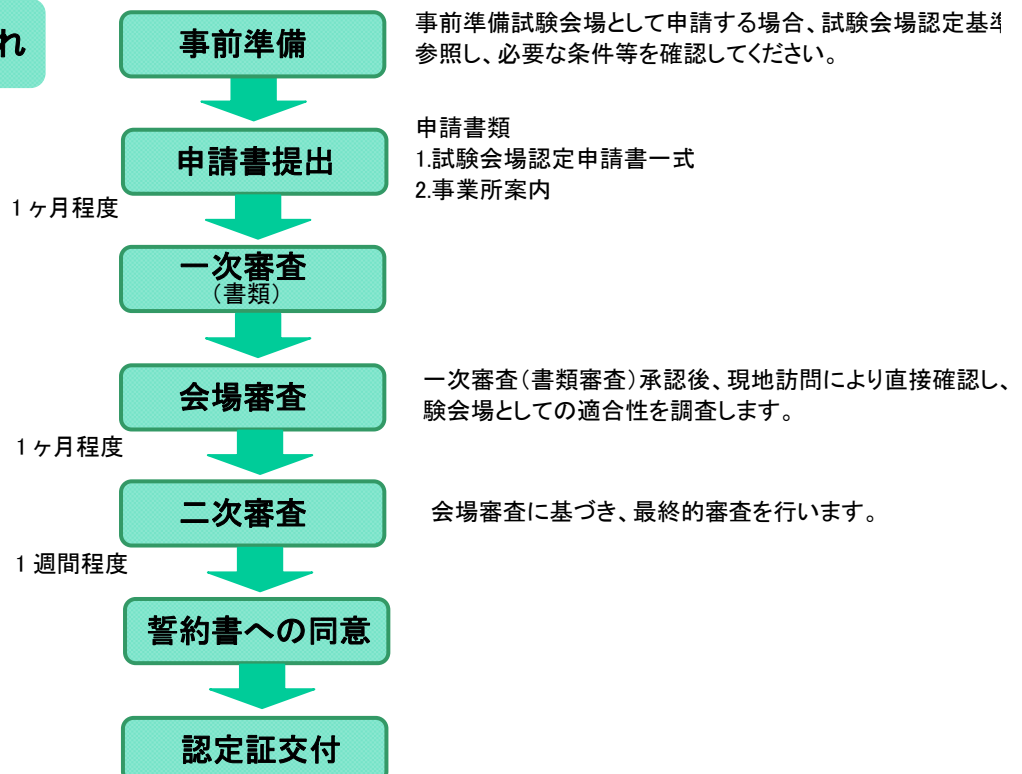 れ
事前準備
事前準備試験会場として申請する場合、試験会場認定基準
参照し、必要な条件等を確認してください。
申請書提出
申請書類
1.試験会場認定申請書一式
2.事業所案内
1ヶ月程度
一次審査
(書類)
会場審査
一次審査(書類審査)承認後、現地訪問により直接確認し、
験会場としての適合性を調査します。
1ヶ月程度
二次審査
会場審査に基づき、最終的審査を行います。
1週間程度
誓約書への同意
認定証交付